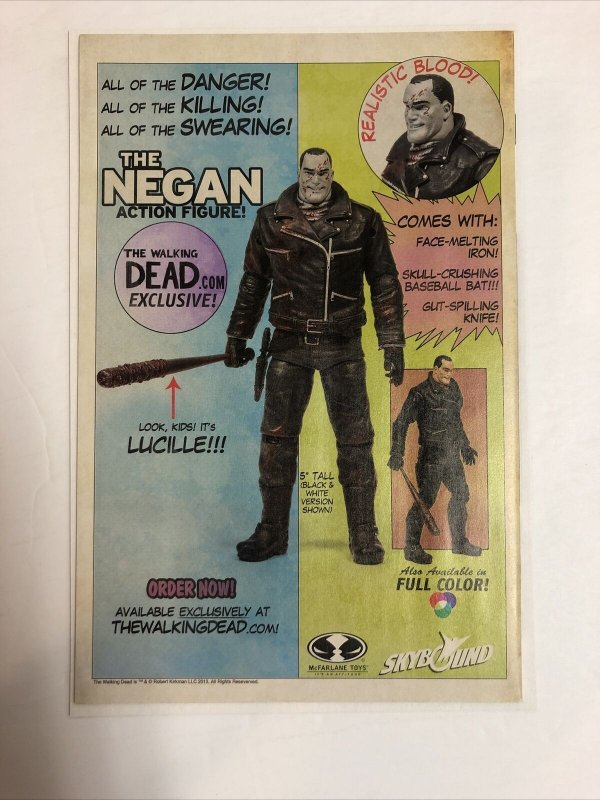 ALL OF THE DANGER!
ALL OF THE KILLING!
ALL OF THE SWEARING!
THE
NEGAN
ACTION FIGURE!
THE WALKING
DEAD.COM
EXCLUSIVE!
LOOK, KIDS! IT'S
LUCILLE!!!
ORDER NOW!
AVAILABLE EXCLUSIVELY AT
THEWALKINGDEAD.COM!
REALISTIC BLOOD!
COMES WITH:
FACE-MELTING
IRON!
SKULL-CRUSHING
BASEBALL BAT!!!
GUT-SPILLING
KNIFE!
5" TALL
(BLACK &
WHITE
VERSION
SHOWN)
Also Available in
FULL COLOR!
McFARLANE TOYS
SKYBOUND
The Walking Dead is ™ & © Robert Kirkman LLC 2013. All Rights Reserved.